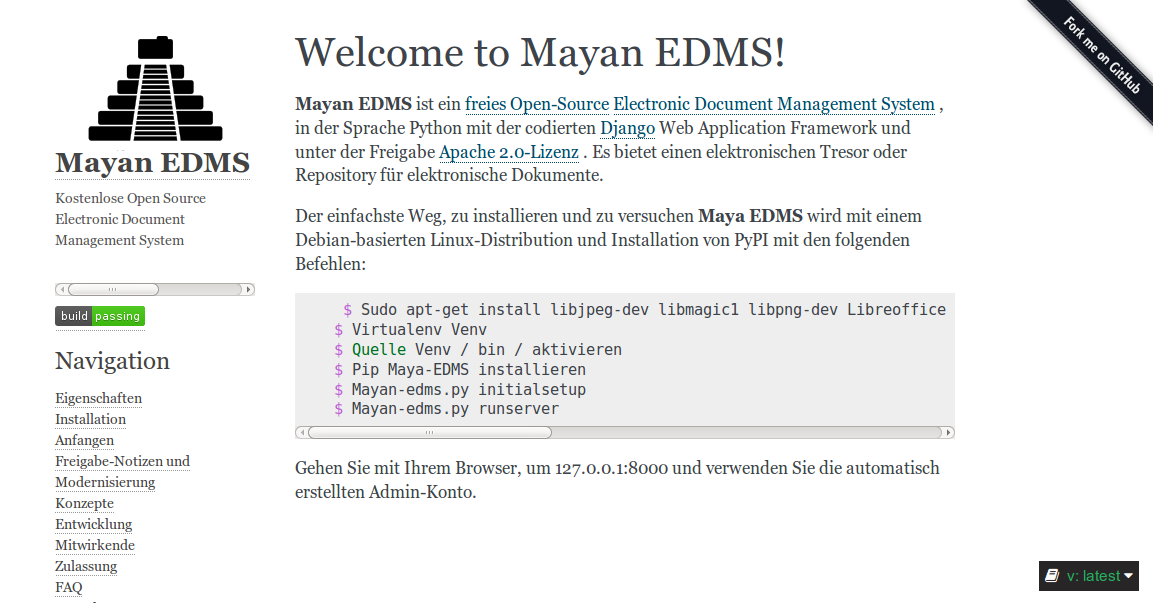 Fork me on GitHub
Mayan EDMS
Kostenlose Open Source
Electronic Document
Management System
build passing
Navigation
Eigenschaften
Installation
Anfangen
Freigabe-Notizen und
Modernisierung
Konzepte
Entwicklung
Mitwirkende
Zulassung
FAQ
Welcome to Mayan EDMS!
Mayan EDMS ist ein freies Open-Source Electronic Document Management System ,
in der Sprache Python mit der codierten Django Web Application Framework und
unter der Freigabe Apache 2.0-Lizenz . Es bietet einen elektronischen Tresor oder
Repository für elektronische Dokumente.
Der einfachste Weg, zu installieren und zu versuchen Maya EDMS wird mit einem
Debian-basierten Linux-Distribution und Installation von PyPI mit den folgenden
Befehlen:
$ Sudo apt-get install libjpeg-dev libmagic1 libpng-dev Libreoffice
$ Virtualenv Venv
$ Quelle Venv / bin / aktivieren
$ Pip Maya-EDMS installieren
$ Mayan-edms.py initialsetup
$ Mayan-edms.py runserver
Gehen Sie mit Ihrem Browser, um 127.0.0.1:8000 und verwenden Sie die automatisch
erstellten Admin-Konto.
v: latest